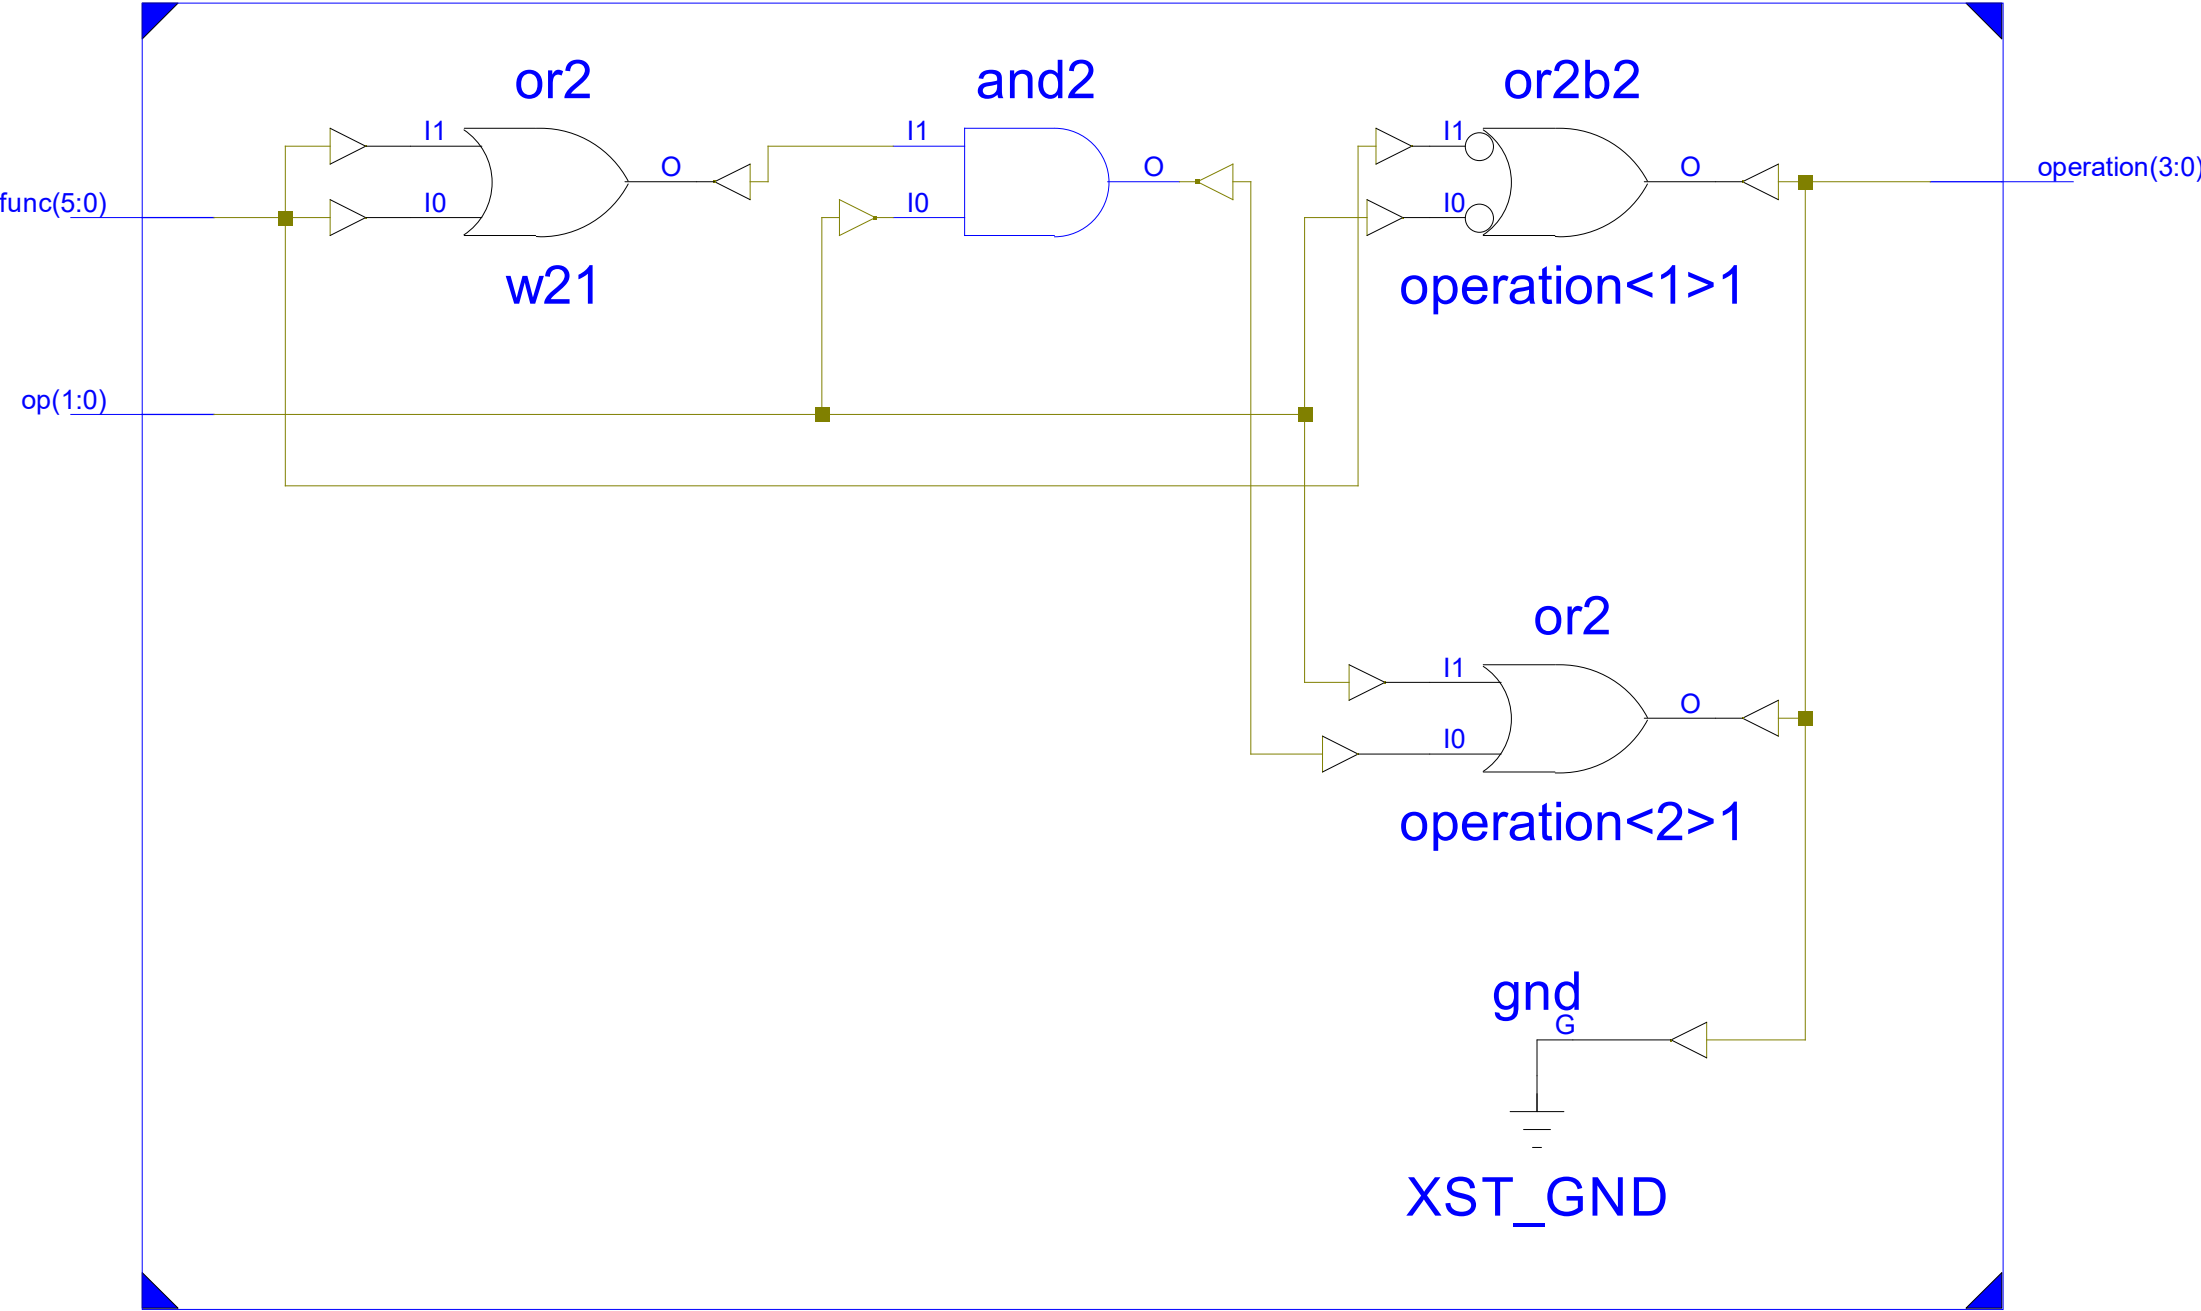 or2
and2
or2b2
I1
O
I0
I1
O
I0
I1
O
I0
func(5:0)
operation(3:0)
w21
operation<1>1
op(1:0)
or2
I1
O
I0
operation<2>1
gnd
G
XST_GND